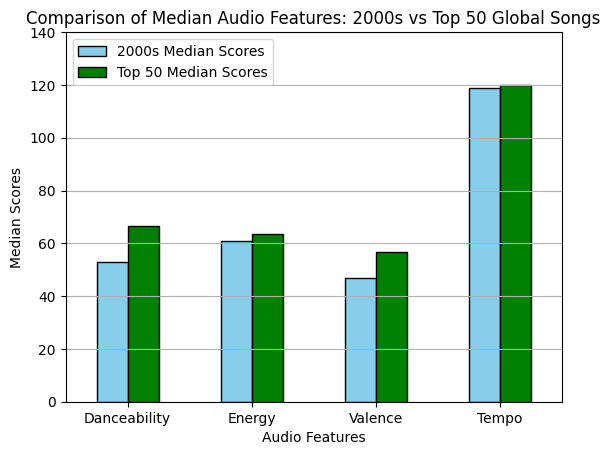 Comparison of Median Audio Features: 2000s vs Top 50 Global Songs
2000s Median Scores
Top 50 Median Scores
Median Scores
140
120
100
80
60
40
20
0
Danceability Energy Valence Tempo
Audio Features